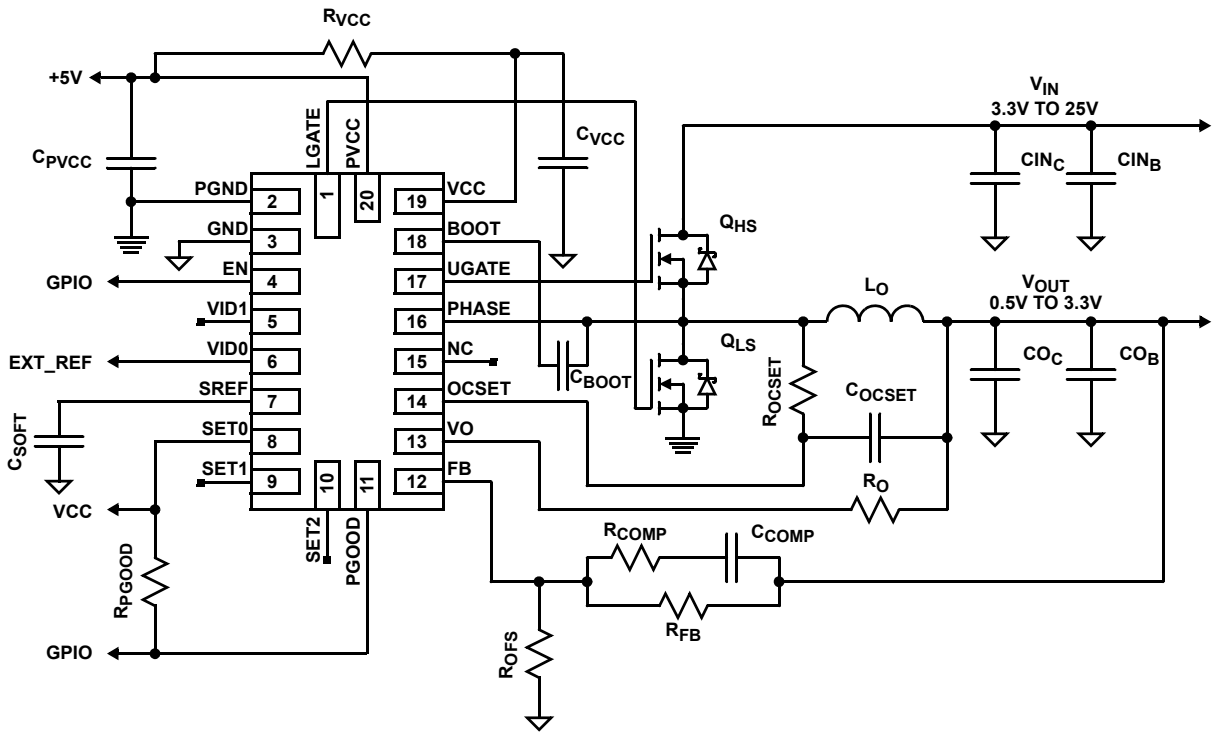 RVCC
+5V
VIN
3.3V TO 25V
LGATE
PVCC
CVCC
CPVCC
CINC
CINB
PGND
2
1
20
19
VCC
GND
3
18
BOOT
QHS
GPIO
EN
4
17
UGATE
VOUT
0.5V TO 3.3V
LO
VID1
5
16
PHASE
QLS
EXT_REF
VID0
6
15
NC
CBOOT
COC
COB
SREF
7
14
OCSET
ROCSET
COCSET
CSOFT
SET0
8
13
VO
SET1
9
10
11
12
FB
RO
VCC
SET2
PGOOD
RCOMP
CCOMP
RPGOOD
RFB
GPIO
ROFS